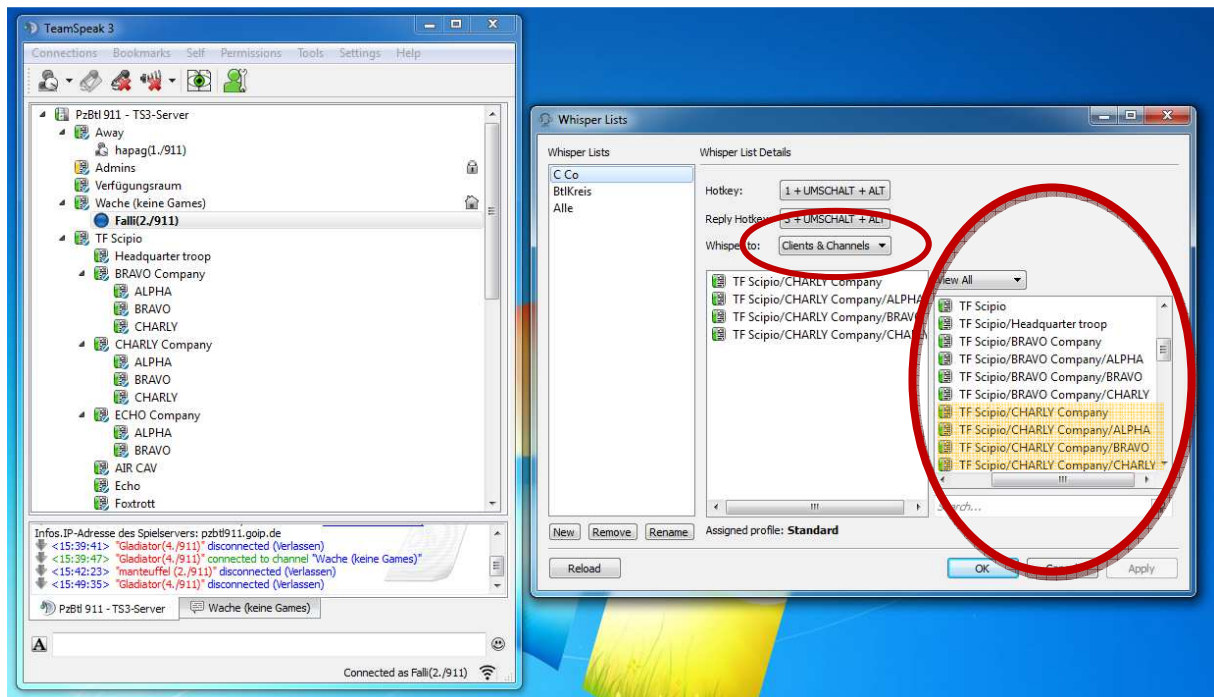 TeamSpeak 3
Connections Bookmarks Self Permissions Tools Settings Help
PzBtl 911 - TS3-Server
Away
hapag(1./911)
Admins
Verfügungsraum
Wache (keine Games)
Falli(2./911)
TF Scipio
Headquarter troop
BRAVO Company
ALPHA
BRAVO
CHARLY
CHARLY Company
ALPHA
BRAVO
CHARLY
ECHO Company
ALPHA
BRAVO
AIR CAV
Echo
Foxtrott
Infos.IP-Adresse des Spielservers: pzbtl911.goip.de
<15:39:41> "Gladiator(4./911)" disconnected (Verlassen)
<15:39:47> "Gladiator(4./911)" connected to channel "Wache (keine Games)"
<15:42:23> "manteuffel (2./911)" disconnected (Verlassen)
<15:49:35> "Gladiator(4./911)" disconnected (Verlassen)
PzBtl 911 - TS3-Server Wache (keine Games)
A
Connected as Falli(2./911)
Whisper Lists
Whisper Lists
C Co
BtlKreis
Alle
New Remove Rename
Whisper List Details
Hotkey: 1 + UMSCHALT + ALT
Reply Hotkey: 3 + UMSCHALT + ALT
Whisper to: Clients & Channels
TF Scipio/CHARLY Company
TF Scipio/CHARLY Company/ALPHA
TF Scipio/CHARLY Company/BRAVO
TF Scipio/CHARLY Company/CHARLY
View All
TF Scipio
TF Scipio/Headquarter troop
TF Scipio/BRAVO Company
TF Scipio/BRAVO Company/ALPHA
TF Scipio/BRAVO Company/BRAVO
TF Scipio/BRAVO Company/CHARLY
TF Scipio/CHARLY Company
TF Scipio/CHARLY Company/ALPHA
TF Scipio/CHARLY Company/BRAVO
TF Scipio/CHARLY Company/CHARLY
Search...
Assigned profile: Standard
Reload OK Cancel Apply